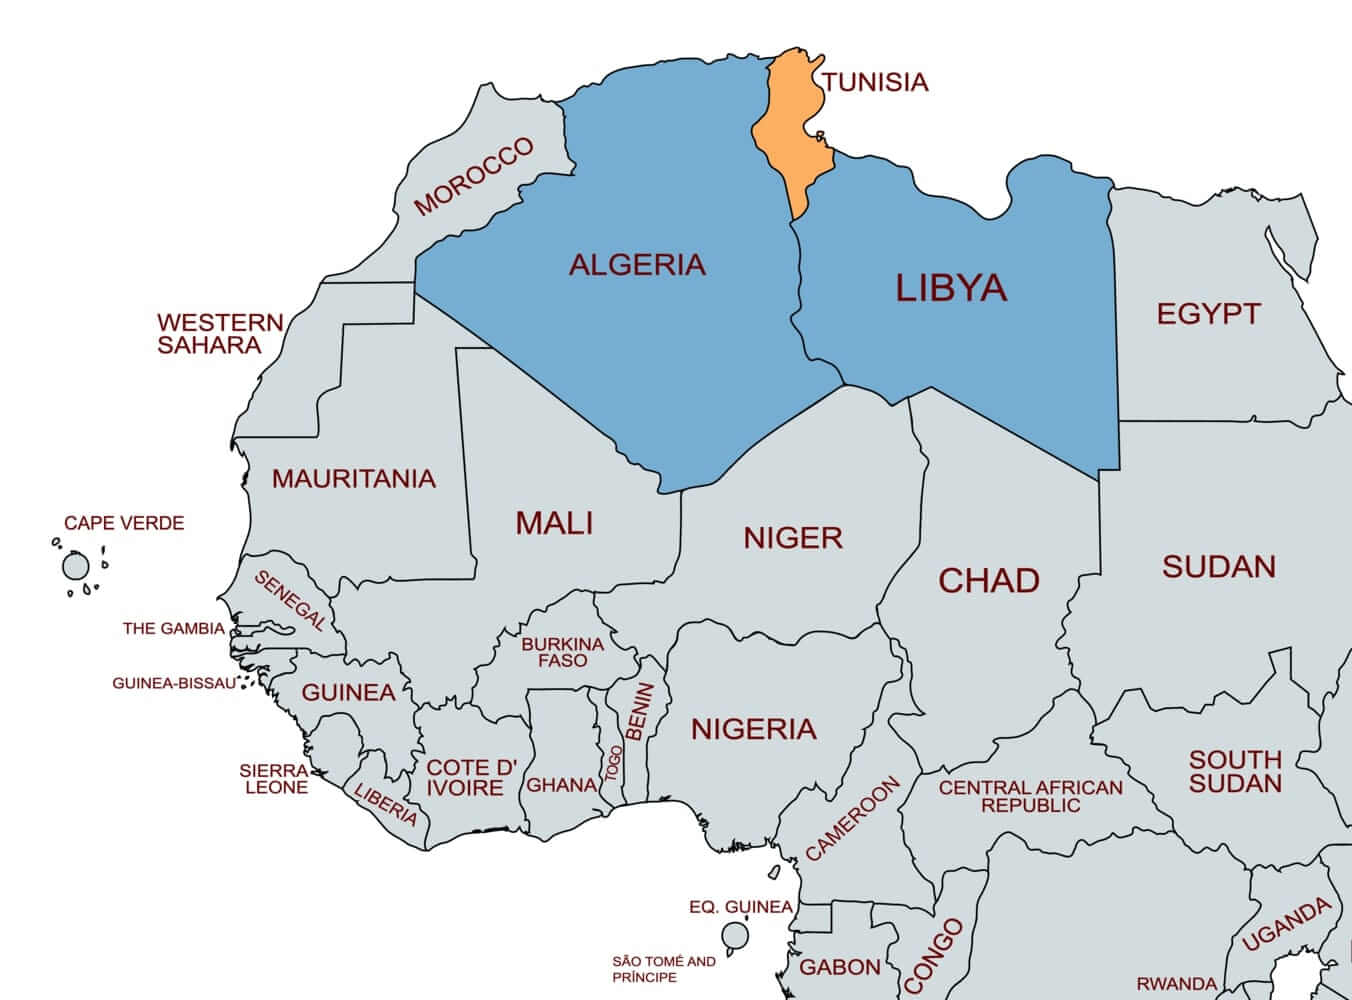 TUNISIA
MOROCCO
ALGERIA
LIBYA
EGYPT
WESTERN
SAHARA
MAURITANIA
MALI
NIGER
CHAD
SUDAN
CAPE VERDE
SENEGAL
THE GAMBIA
BURKINA
FASO
GUINEA-BISSAU
GUINEA
BENIN
NIGERIA
SIERRA
LEONE
LIBERIA
COTE D'
IVOIRE
GHANA
TOGO
CAMEROON
CENTRAL AFRICAN
REPUBLIC
SOUTH
SUDAN
EQ. GUINEA
SÃO TOMÉ AND
PRÍNCIPE
GABON
CONGO
UGANDA
RWANDA